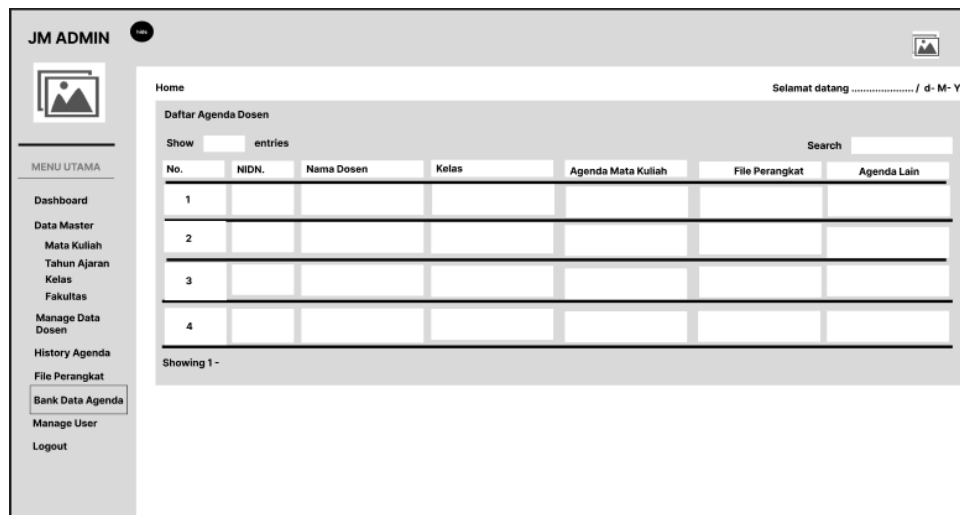 JM ADMIN
hide
MENU UTAMA
Dashboard
Data Master
Mata Kuliah
Tahun Ajaran
Kelas
Fakultas
Manage Data
Dosen
History Agenda
File Perangkat
Bank Data Agenda
Manage User
Logout
Home
Selamat datang ...................... / d- M- Y
Daftar Agenda Dosen
Show entries
Search
No. NIDN. Nama Dosen Kelas Agenda Mata Kuliah File Perangkat Agenda Lain
1
2
3
4
Showing 1 -